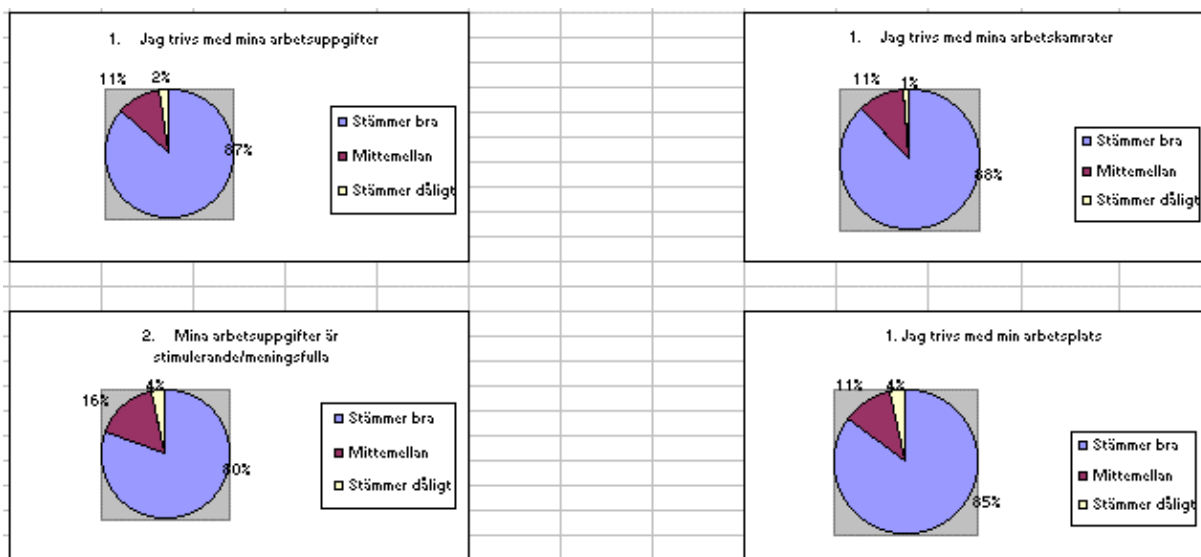 1. Jag trivs med mina arbetsuppgifter
11%
2%
87%
Stämmer bra
Mittemellan
Stämmer dåligt
1. Jag trivs med mina arbetskamrater
11%
1%
88%
Stämmer bra
Mittemellan
Stämmer dåligt
2. Mina arbetsuppgifter är
stimulerande/meningsfulla
16%
4%
80%
Stämmer bra
Mittemellan
Stämmer dåligt
1. Jag trivs med min arbetsplats
11%
4%
85%
Stämmer bra
Mittemellan
Stämmer dåligt